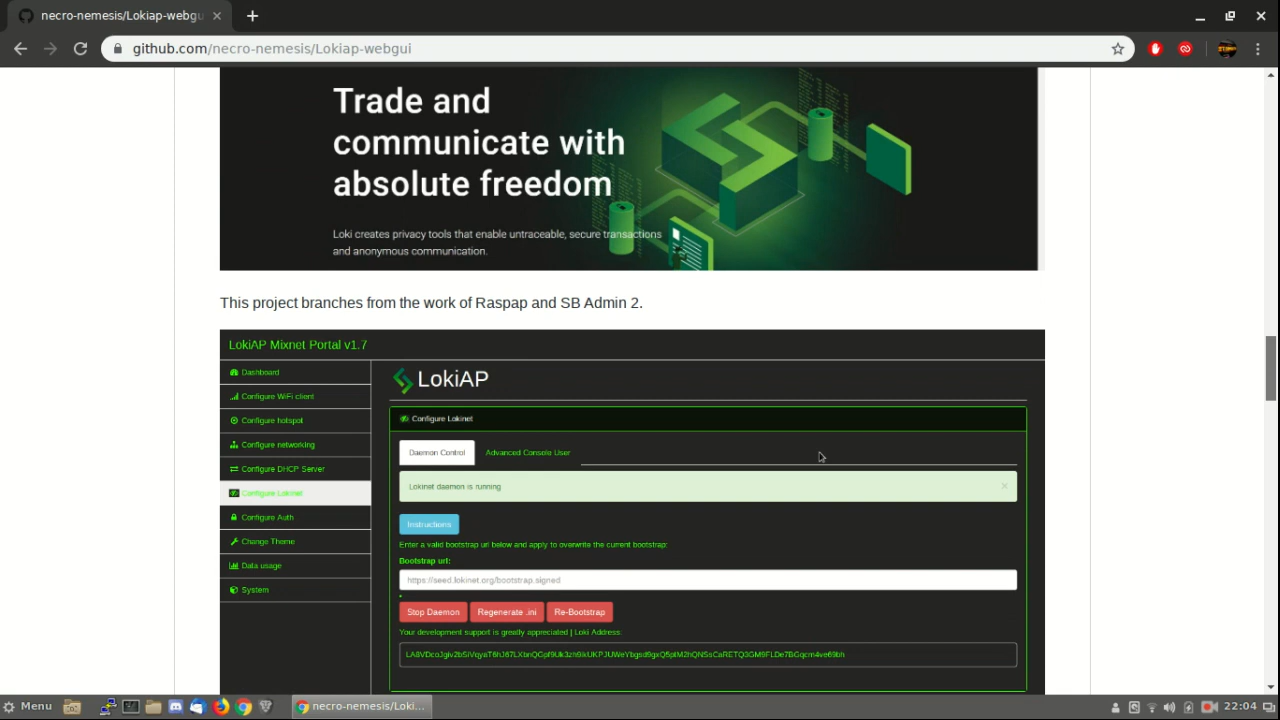 necro-nemesis/Lokiap-webgu
github.com/necro-nemesis/Lokiap-webgui
Trade and
communicate with
absolute freedom
Loki creates privacy tools that enable untraceable, secure transactions
and anonymous communication.
This project branches from the work of Raspap and SB Admin 2.
LokiAP Mixnet Portal v1.7
Dashboard
Configure WiFi client
Configure hotspot
Configure networking
Configure DHCP Server
Configure Lokinet
Configure Auth
Change Theme
Data usage
System
LokiAP
Configure Lokinet
Daemon Control
Advanced Console User
Lokinet daemon is running
Instructions
Enter a valid bootstrap url below and apply to overwrite the current bootstrap:
Bootstrap url:
https://seed.lokinet.org/bootstrap.signed
Stop Daemon
Regenerate .ini
Re-Bootstrap
Your development support is greatly appreciated | Loki Address:
Menu
necro-nemesis/Loki...
22:04